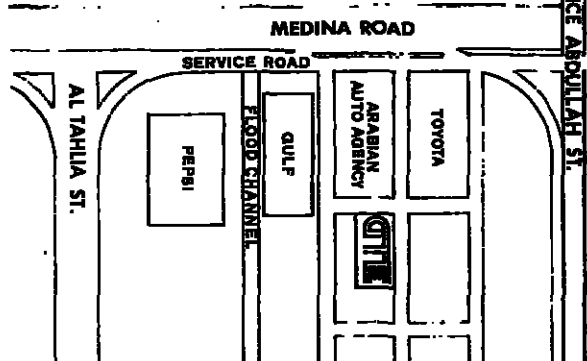 MEDINA ROAD
SERVICE ROAD
AL TAHLIA ST.
PEPSI
FLOOD CHANNEL
GULF
ARABIAN
AUTO AGENCY
TOYOTA
CE ABDULLAH ST.